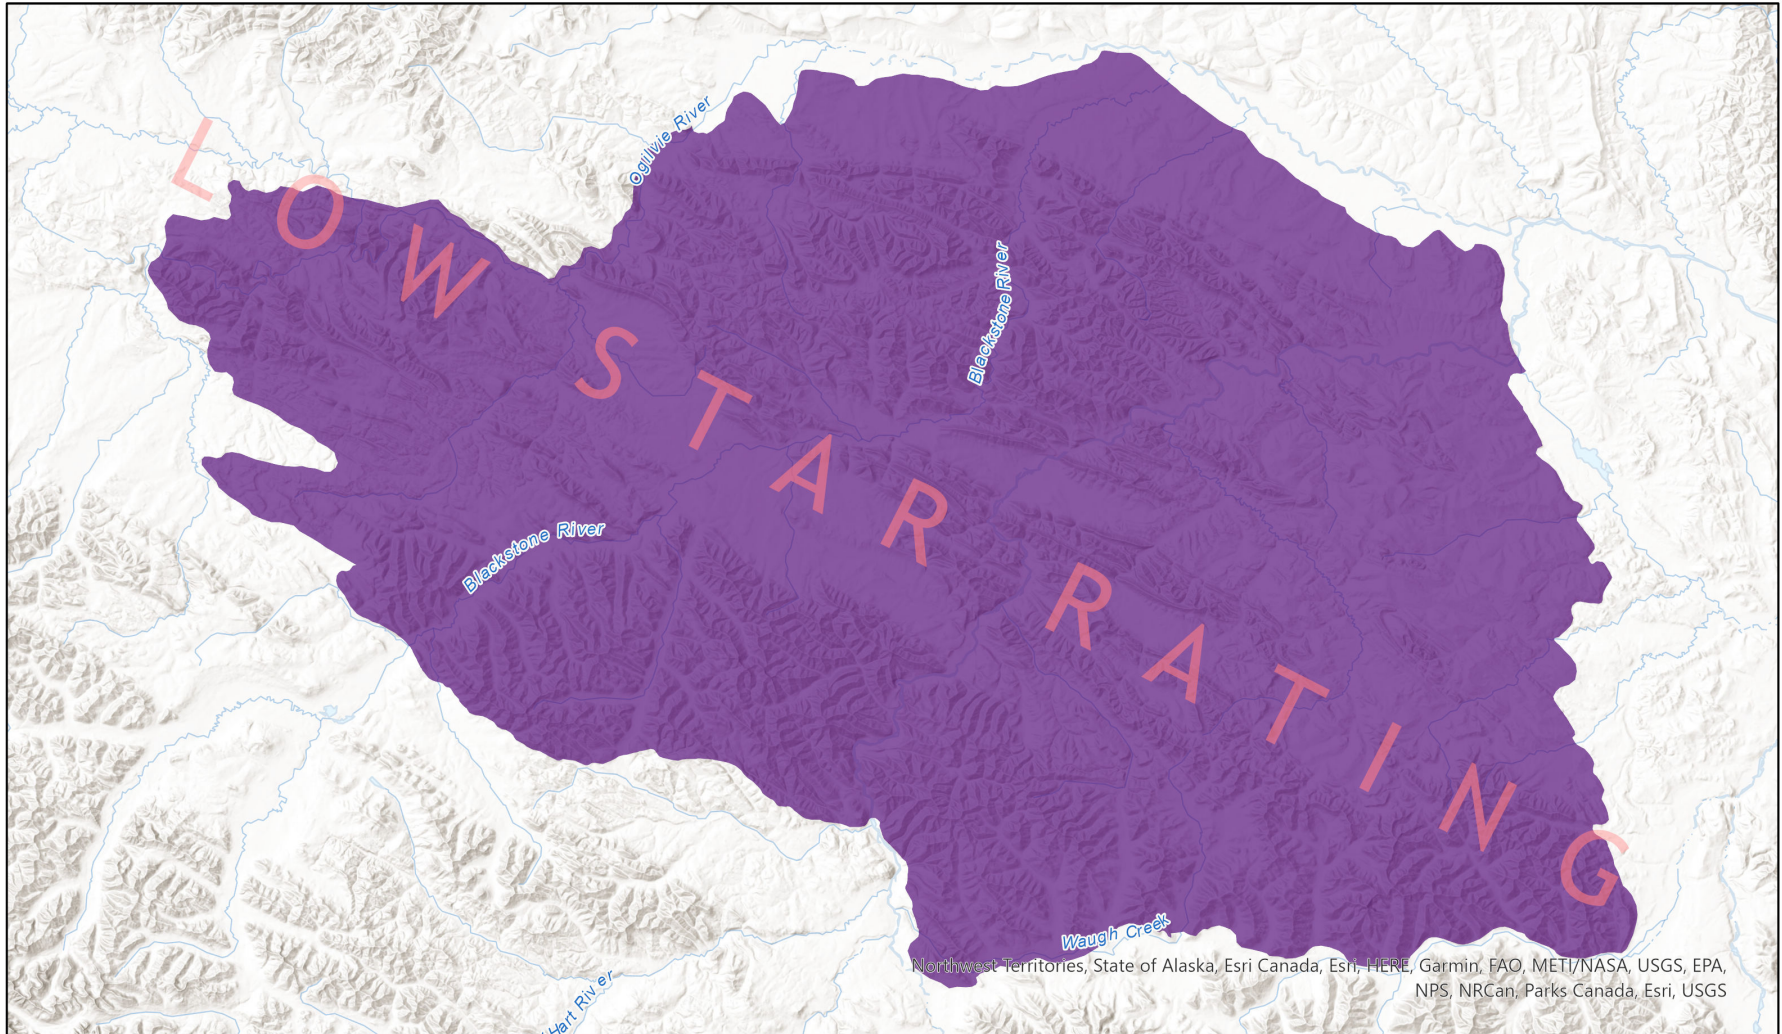 Ogilvie River
LOW STAR RATING
Blackstone River
Blackstone River
Waugh Creek
Northwest Territories, State of Alaska, Esri Canada, Esri, HERE, Garmin, FAO, METI/NASA, USGS, EPA,
NPS, NRCan, Parks Canada, Esri, USGS
Hart River